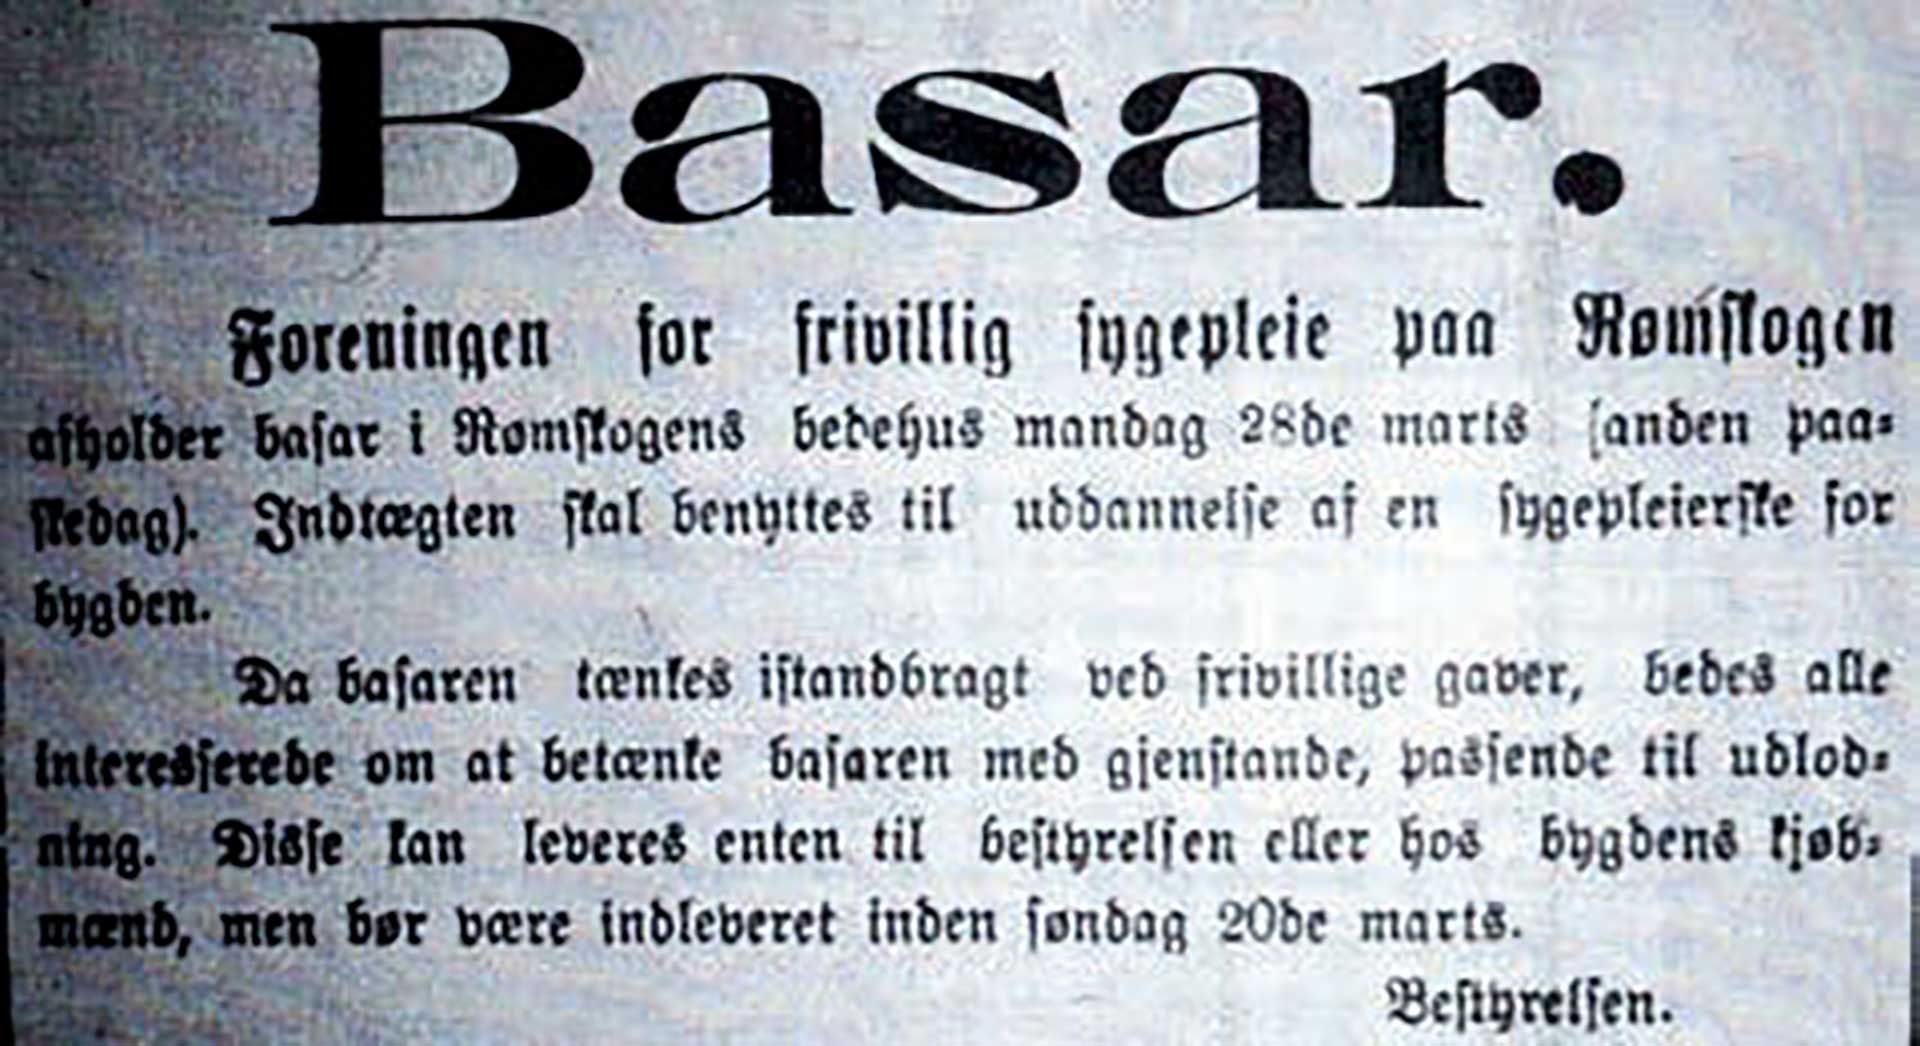 Basar.
Foreningen for frivillig sygepleie paa Rømskogen
afholder basar i Rømskogens bedehus mandag 28de marts (anden paa-
skedag). Indtægten skal benyttes til uddannelse af en sygepleierske for
bygden.
Da basaren tænkes istandbragt ved frivillige gaver, bedes alle
interesserede om at betænke basaren med gjenstande, passende til udlod-
ning. Disse kan leveres enten til bestyrelsen eller hos bygdens kjøb-
mænd, men bør være indleveret inden søndag 20de marts.
Bestyrelsen.